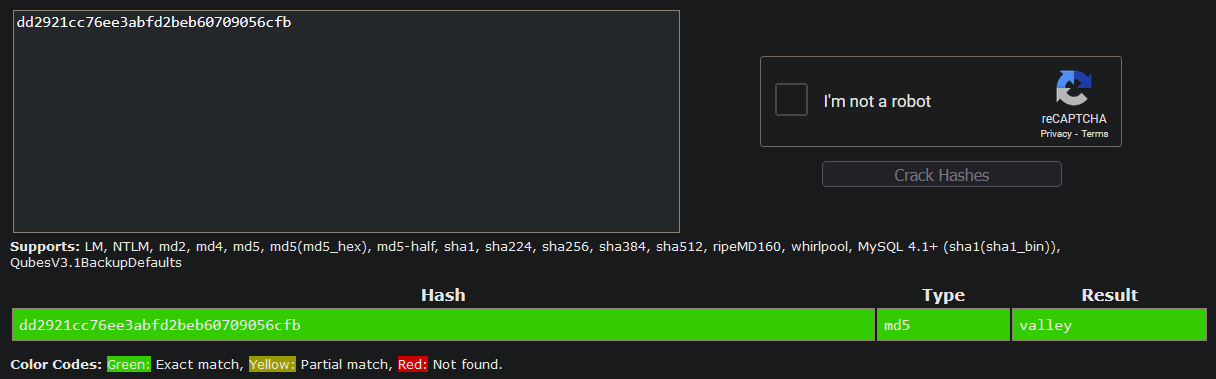 dd2921cc76ee3abfd2beb60709056cfb
I'm not a robot
reCAPTCHA
Privacy - Terms
Crack Hashes
Supports: LM, NTLM, md2, md4, md5, md5(md5_hex), md5-half, sha1, sha224, sha256, sha384, sha512, ripeMD160, whirlpool, MySQL 4.1+ (sha1(sha1_bin)),
QubesV3.1BackupDefaults
Hash Type Result
dd2921cc76ee3abfd2beb60709056cfb md5 valley
Color Codes: Green: Exact match, Yellow: Partial match, Red: Not found.